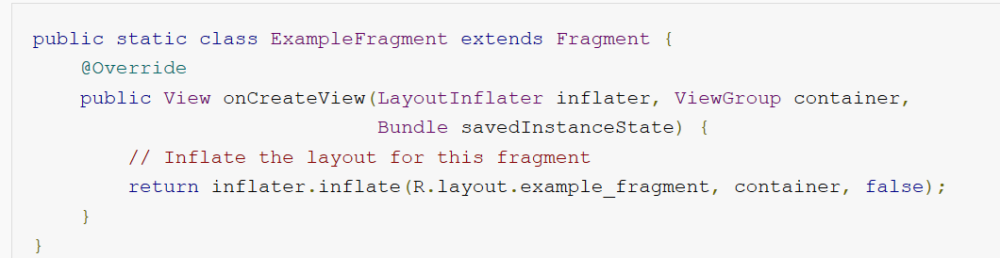 public static class ExampleFragment extends Fragment {
    @Override
    public View onCreateView(LayoutInflater inflater, ViewGroup container,
                             Bundle savedInstanceState) {
        // Inflate the layout for this fragment
        return inflater.inflate(R.layout.example_fragment, container, false);
    }
}